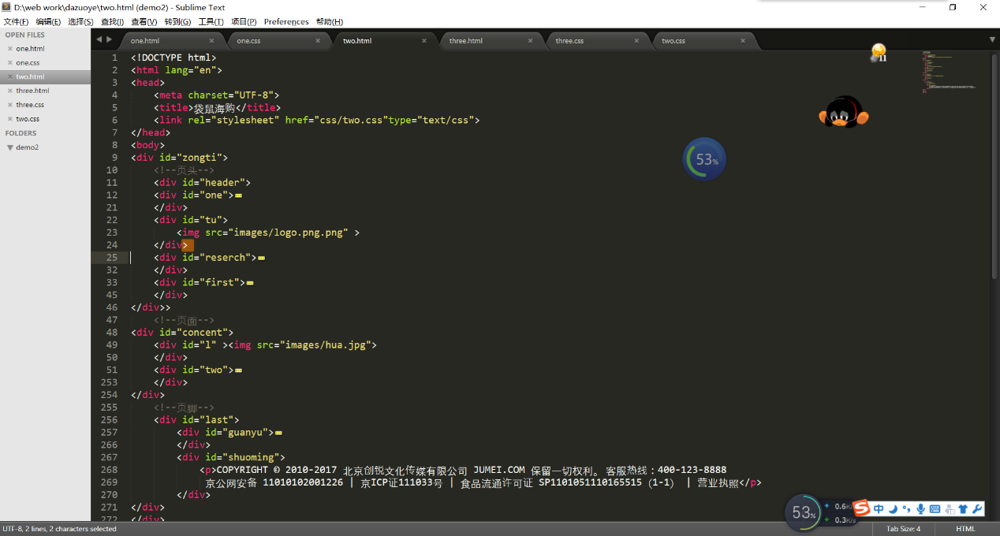 D:\web work\dazuoye\two.html (demo2) - Sublime Text
文件(F) 编辑(E) 选择(S) 查找(I) 查看(V) 转到(G) 工具(T) 项目(P) Preferences 帮助(H)
OPEN FILES
one.html
one.css
two.html
three.html
three.css
two.css
FOLDERS
demo2
one.html one.css two.html three.html three.css two.css
1 <!DOCTYPE html>
2 <html lang="en">
3 <head>
4 <meta charset="UTF-8">
5 <title>袋鼠海购</title>
6 <link rel="stylesheet" href="css/two.css"type="text/css">
7 </head>
8 <body>
9 <div id="zongti">
10 <!--页头-->
11 <div id="header">
12 <div id="one">
21 </div>
22 <div id="tu">
23 <img src="images/logo.png.png" >
24 </div>
25 <div id="reserch">
32 </div>
33 <div id="first">
45 </div>
46 </div>>
47 <!--页面-->
48 <div id="concent">
49 <div id="l" ><img src="images/hua.jpg">
50 </div>
51 <div id="two">
253 </div>
254 </div>
255 <!--页脚-->
256 <div id="last">
257 <div id="guanyu">
266 </div>
267 <div id="shuoming">
268 <p>COPYRIGHT © 2010-2017 北京创锐文化传媒有限公司 JUMEI.COM 保留一切权利。 客服热线：400-123-8888
269 京公网安备 11010102001226 | 京ICP证111033号 | 食品流通许可证 SP1101051110165515（1-1） | 营业执照</p>
270 </div>
271 </div>
272 </div>
53%
53%
0.6K/s
0.3K/s
中
UTF-8, 2 lines, 2 characters selected
Tab Size: 4
HTML